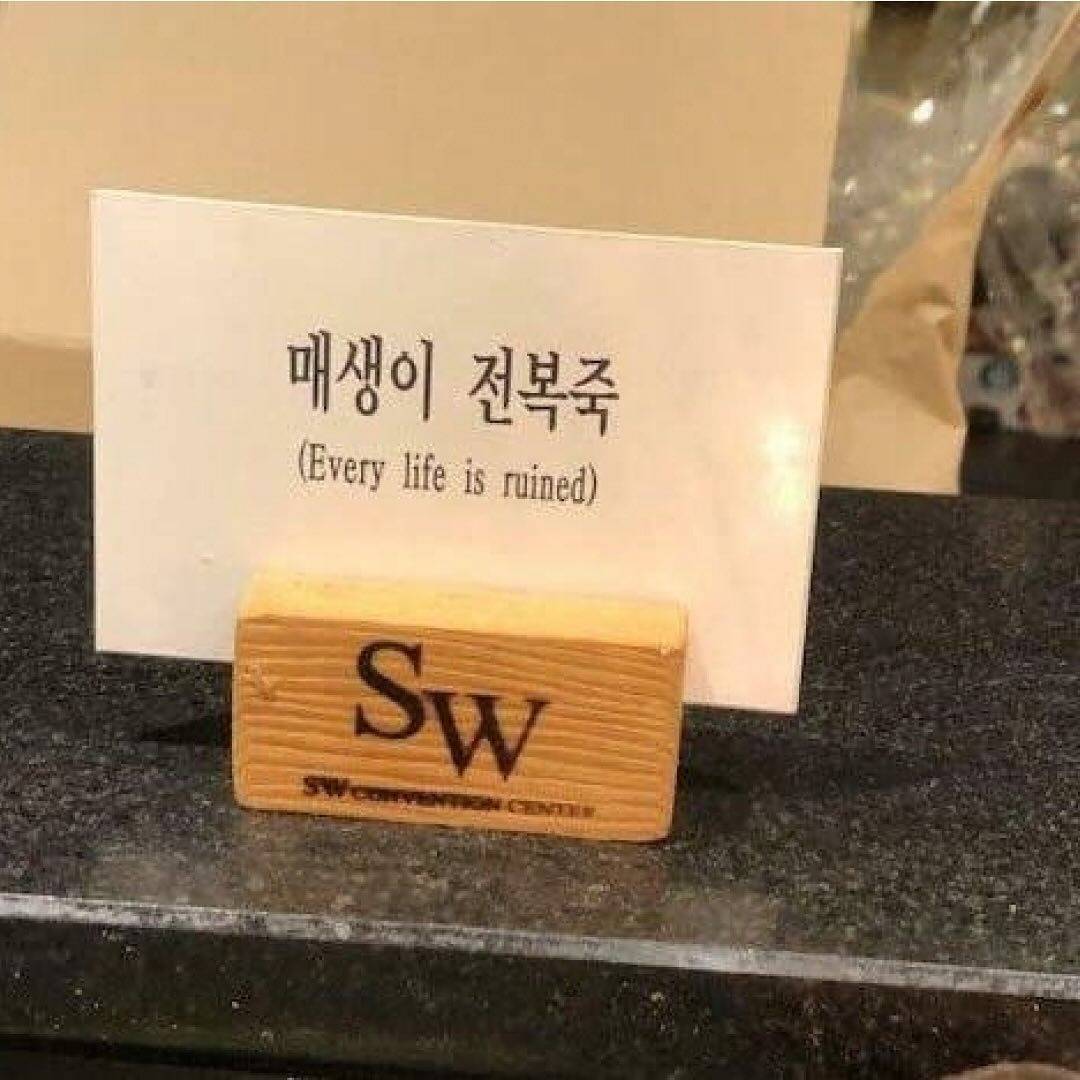 매생이 전복죽
(Every life is ruined)
SW
SW CONVENTION CENTER